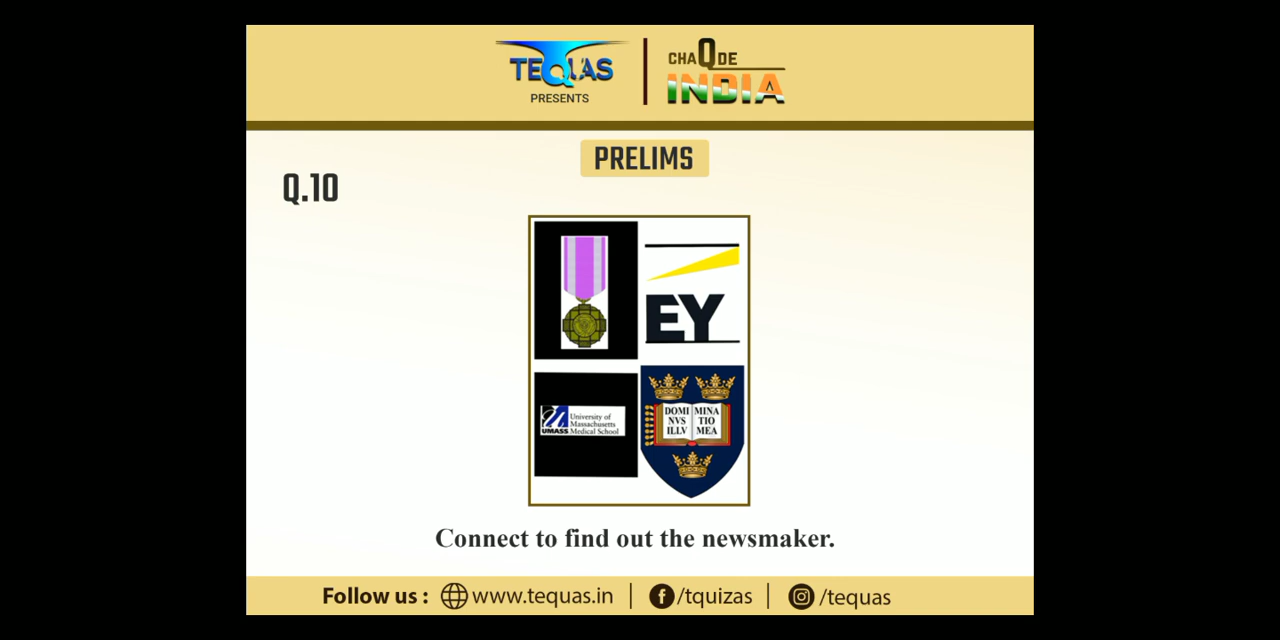 TEQUAS
PRESENTS
CHAQDE
INDIA
PRELIMS
Q.10
EY
UMASS
University of
Massachusetts
Medical School
DOMI MINA
NVS TIO
ILLV MEA
Connect to find out the newsmaker.
Follow us : www.tequas.in | /tquizas | /tequas